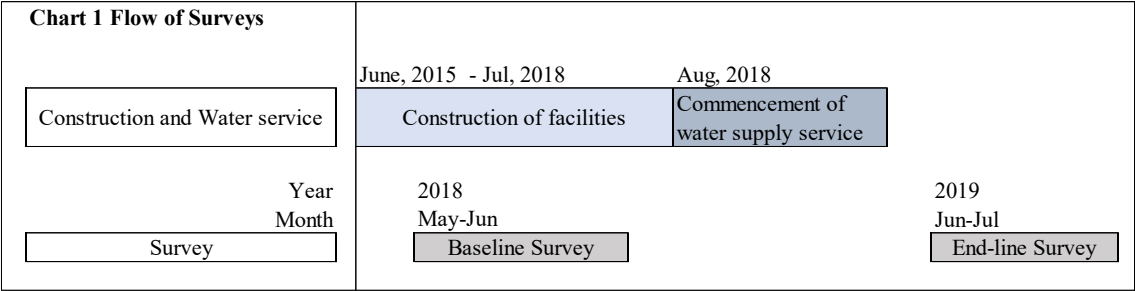 Chart 1 Flow of Surveys
June, 2015 - Jul, 2018
Aug, 2018
Construction and Water service
Construction of facilities
Commencement of
water supply service
Year
2018
2019
Month
May-Jun
Jun-Jul
Survey
Baseline Survey
End-line Survey